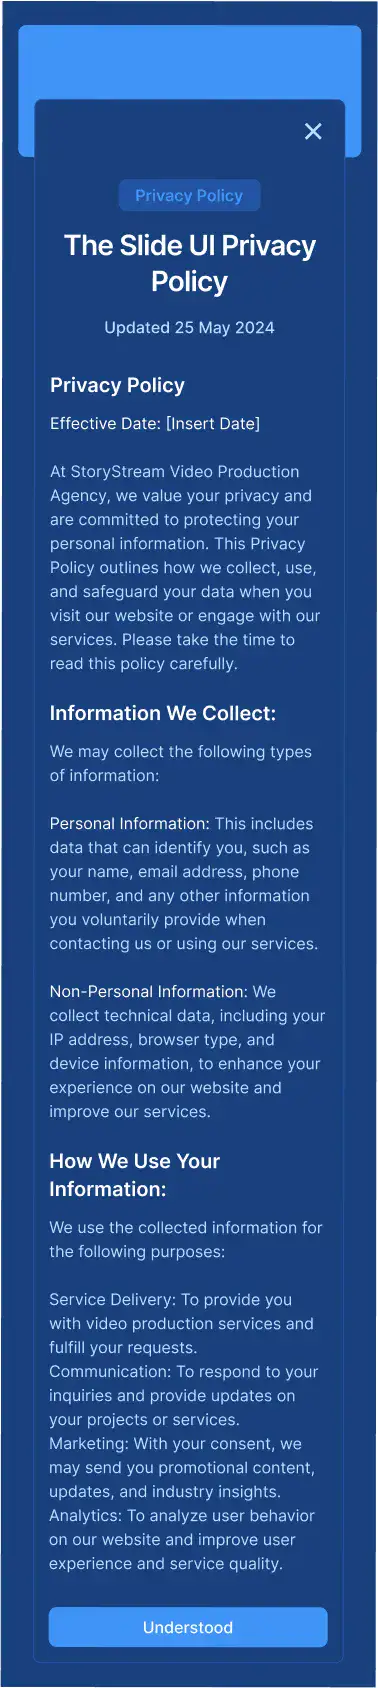 Privacy Policy
The Slide UI Privacy
Policy
Updated 25 May 2024
Privacy Policy
Effective Date: [Insert Date]
At StoryStream Video Production
Agency, we value your privacy and
are committed to protecting your
personal information. This Privacy
Policy outlines how we collect, use,
and safeguard your data when you
visit our website or engage with our
services. Please take the time to
read this policy carefully.
Information We Collect:
We may collect the following types
of information:
Personal Information: This includes
data that can identify you, such as
your name, email address, phone
number, and any other information
you voluntarily provide when
contacting us or using our services.
Non-Personal Information: We
collect technical data, including your
IP address, browser type, and
device information, to enhance your
experience on our website and
improve our services.
How We Use Your
Information:
We use the collected information for
the following purposes:
Service Delivery: To provide you
with video production services and
fulfill your requests.
Communication: To respond to your
inquiries and provide updates on
your projects or services.
Marketing: With your consent, we
may send you promotional content,
updates, and industry insights.
Analytics: To analyze user behavior
on our website and improve user
experience and service quality.
Understood